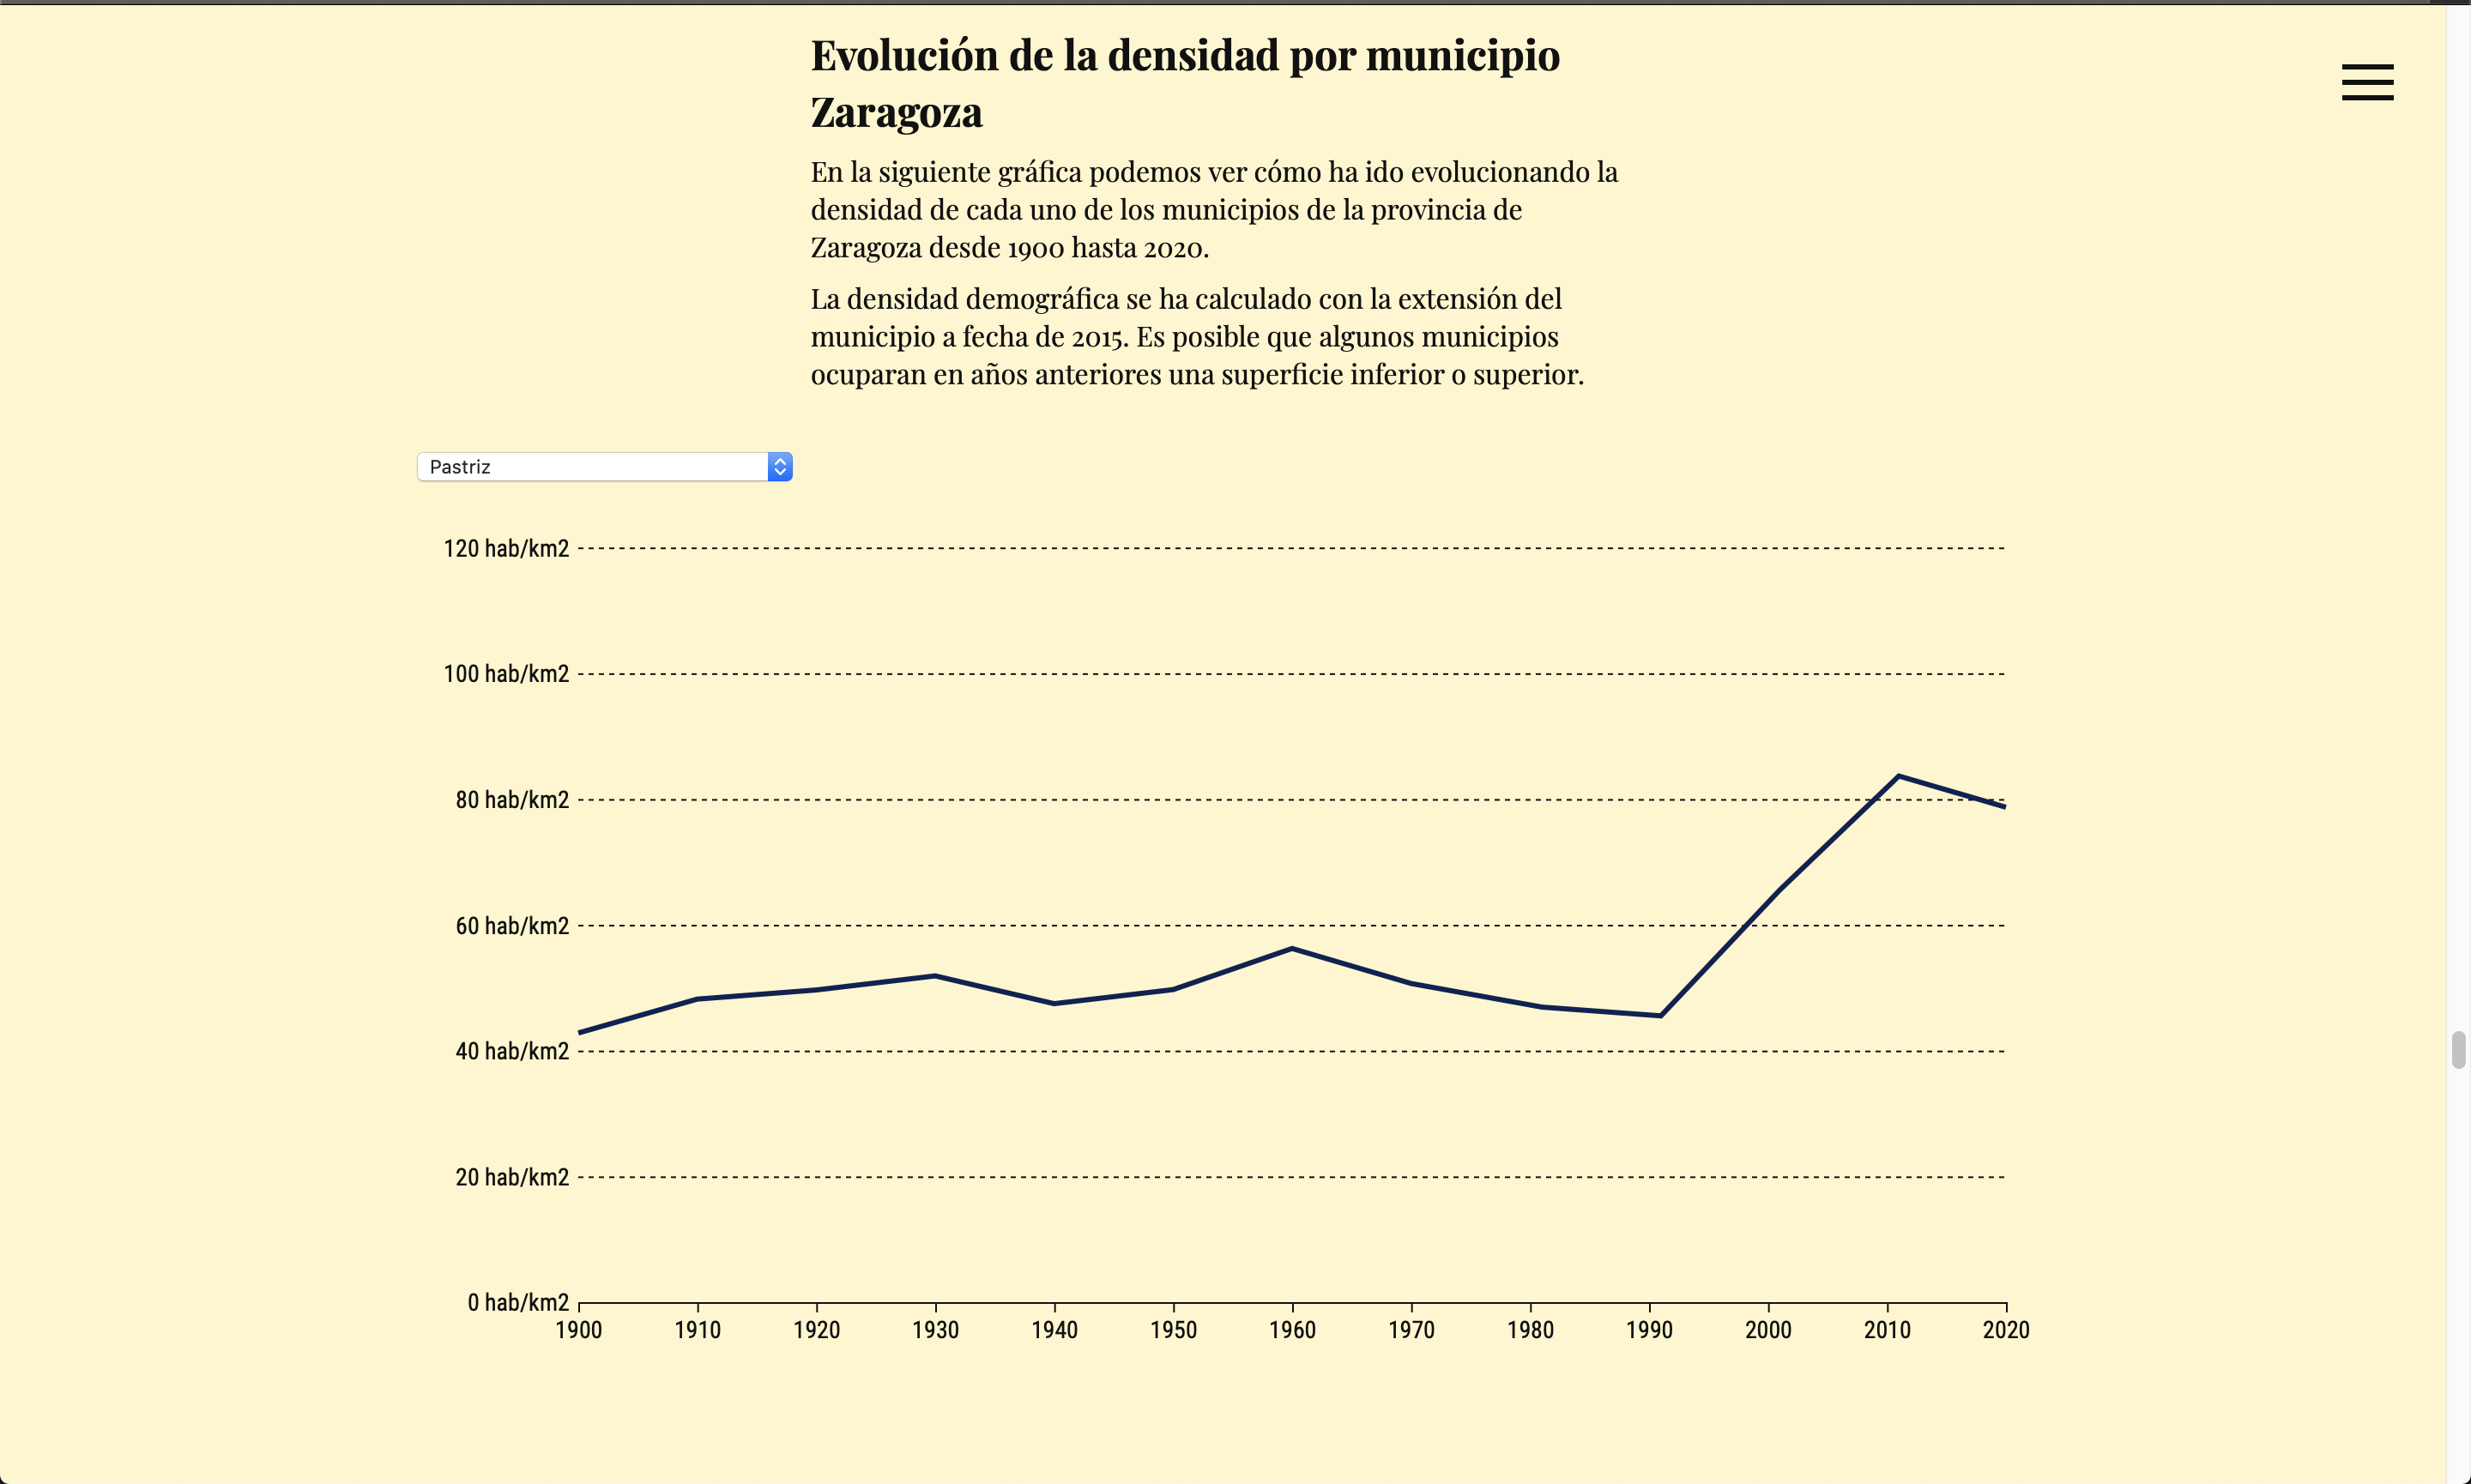 Evolución de la densidad por municipio
Zaragoza
En la siguiente gráfica podemos ver cómo ha ido evolucionando la
densidad de cada uno de los municipios de la provincia de
Zaragoza desde 1900 hasta 2020.
La densidad demográfica se ha calculado con la extensión del
municipio a fecha de 2015. Es posible que algunos municipios
ocuparan en años anteriores una superficie inferior o superior.
Pastriz
120 hab/km2
100 hab/km2
80 hab/km2
60 hab/km2
40 hab/km2
20 hab/km2
0 hab/km2
1900 1910 1920 1930 1940 1950 1960 1970 1980 1990 2000 2010 2020